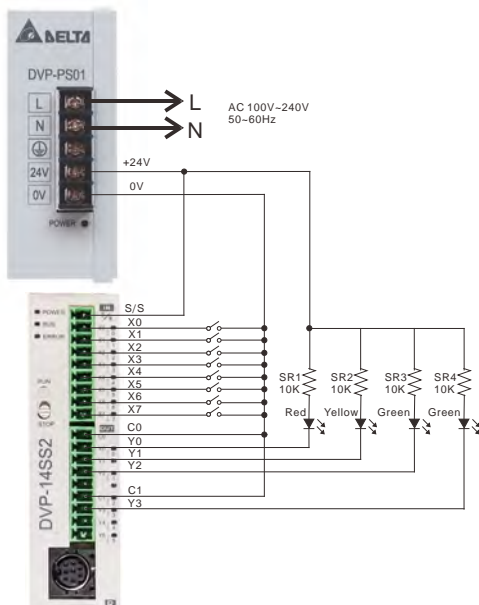 DELTA
DVP-PS01
L
N
24V
0V
POWER
L
N
AC 100V~240V
50~60Hz
+24V
0V
POWER
RUN
ERROR
RUN
STOP
DVP-14SS2
S/S
X0
X1
X2
X3
X4
X5
X6
X7
C0
Y0
Y1
Y2
C1
Y3
SR1
10K
SR2
10K
SR3
10K
SR4
10K
Red
Yellow
Green
Green